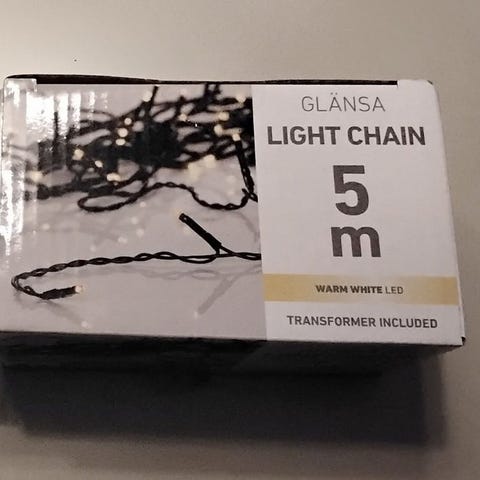 GLÄNSA
LIGHT CHAIN
5
m
WARM WHITE LED
TRANSFORMER INCLUDED